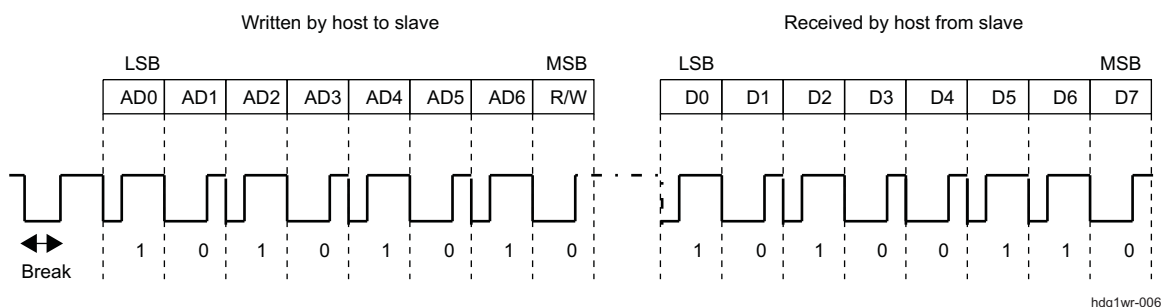 Written by host to slave Received by host from slave
LSB MSB LSB MSB
AD0 AD1 AD2 AD3 AD4 AD5 AD6 R/W D0 D1 D2 D3 D4 D5 D6 D7
1 0 1 0 1 0 1 0 1 0 1 0 0 1 1 0
Break
hdq1wr-006